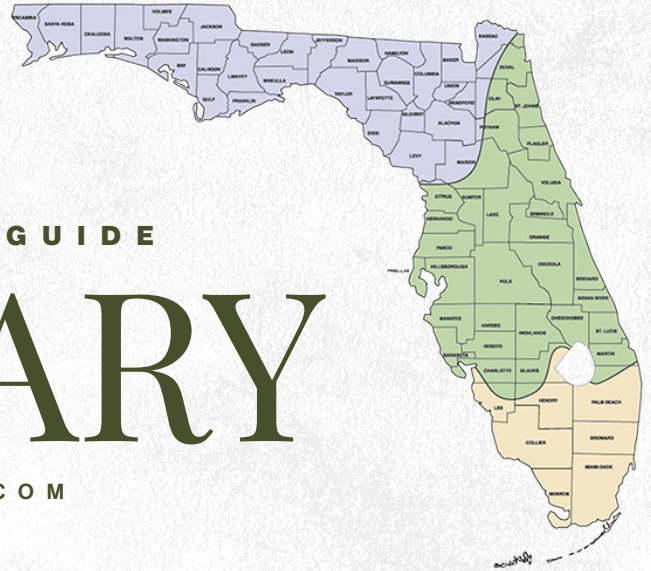 ESCAMBIA
SANTA ROSA
OKALOOSA
WALTON
HOLMES
WASHINGTON
JACKSON
BAY
CALHOUN
GULF
GADSDEN
LIBERTY
FRANKLIN
LEON
WAKULLA
JEFFERSON
MADISON
TAYLOR
HAMILTON
SUWANNEE
LAFAYETTE
DIXIE
COLUMBIA
GILCHRIST
LEVY
BAKER
UNION
BRADFORD
ALACHUA
MARION
NASSAU
DUVAL
CLAY
ST. JOHNS
PUTNAM
FLAGLER
VOLUSIA
CITRUS
SUMTER
LAKE
HERNANDO
SEMINOLE
ORANGE
PASCO
PINELLAS
HILLSBOROUGH
POLK
OSCEOLA
BREVARD
INDIAN RIVER
MANATEE
HARDEE
HIGHLANDS
OKEECHOBEE
ST. LUCIE
SARASOTA
DESOTO
MARTIN
CHARLOTTE
GLADES
LEE
HENDRY
PALM BEACH
COLLIER
BROWARD
MIAMI-DADE
MONROE
GUIDE
ARY
COM